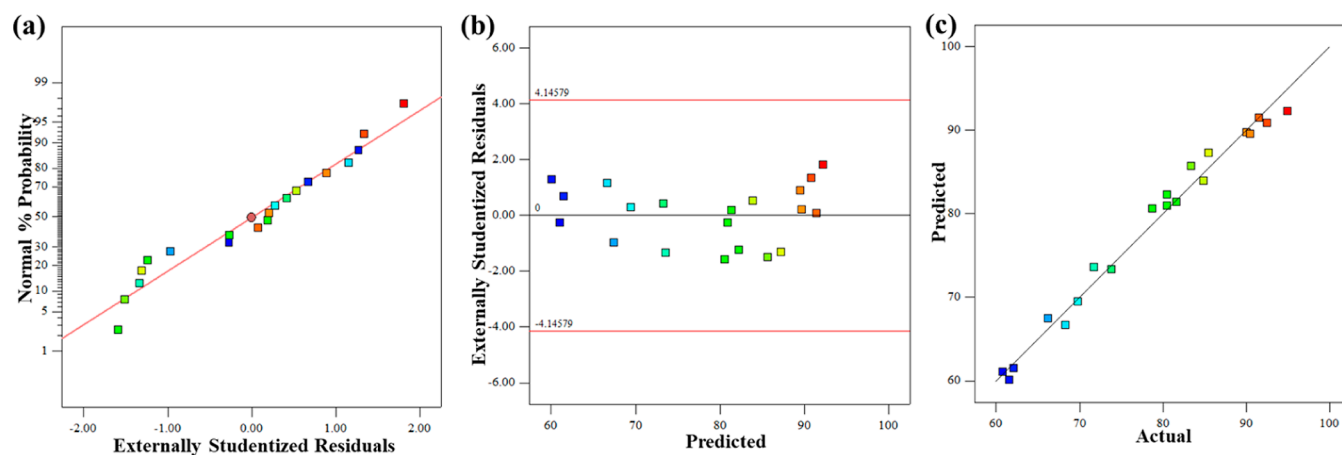 (a)
Normal % Probability
99
95
90
80
70
50
30
20
10
5
1
-2.00 -1.00 0.00 1.00 2.00
Externally Studentized Residuals
(b)
Externally Studentized Residuals
6.00
4.00
2.00
0.00
-2.00
-4.00
-6.00
4.14579
0
-4.14579
60 70 80 90 100
Predicted
(c)
Predicted
100
90
80
70
60
60 70 80 90 100
Actual